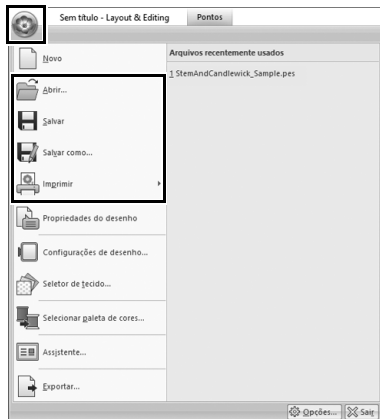 Sem título - Layout & Editing
Pontos
Novo
Abrir...
Salvar
Salvar como...
Imprimir
Propriedades do desenho
Configurações de desenho...
Seletor de tecido...
Selecionar paleta de cores...
Assistente...
Exportar...
Arquivos recentemente usados
1 StemAndCandlewick_Sample.pes
Opções...
Sair